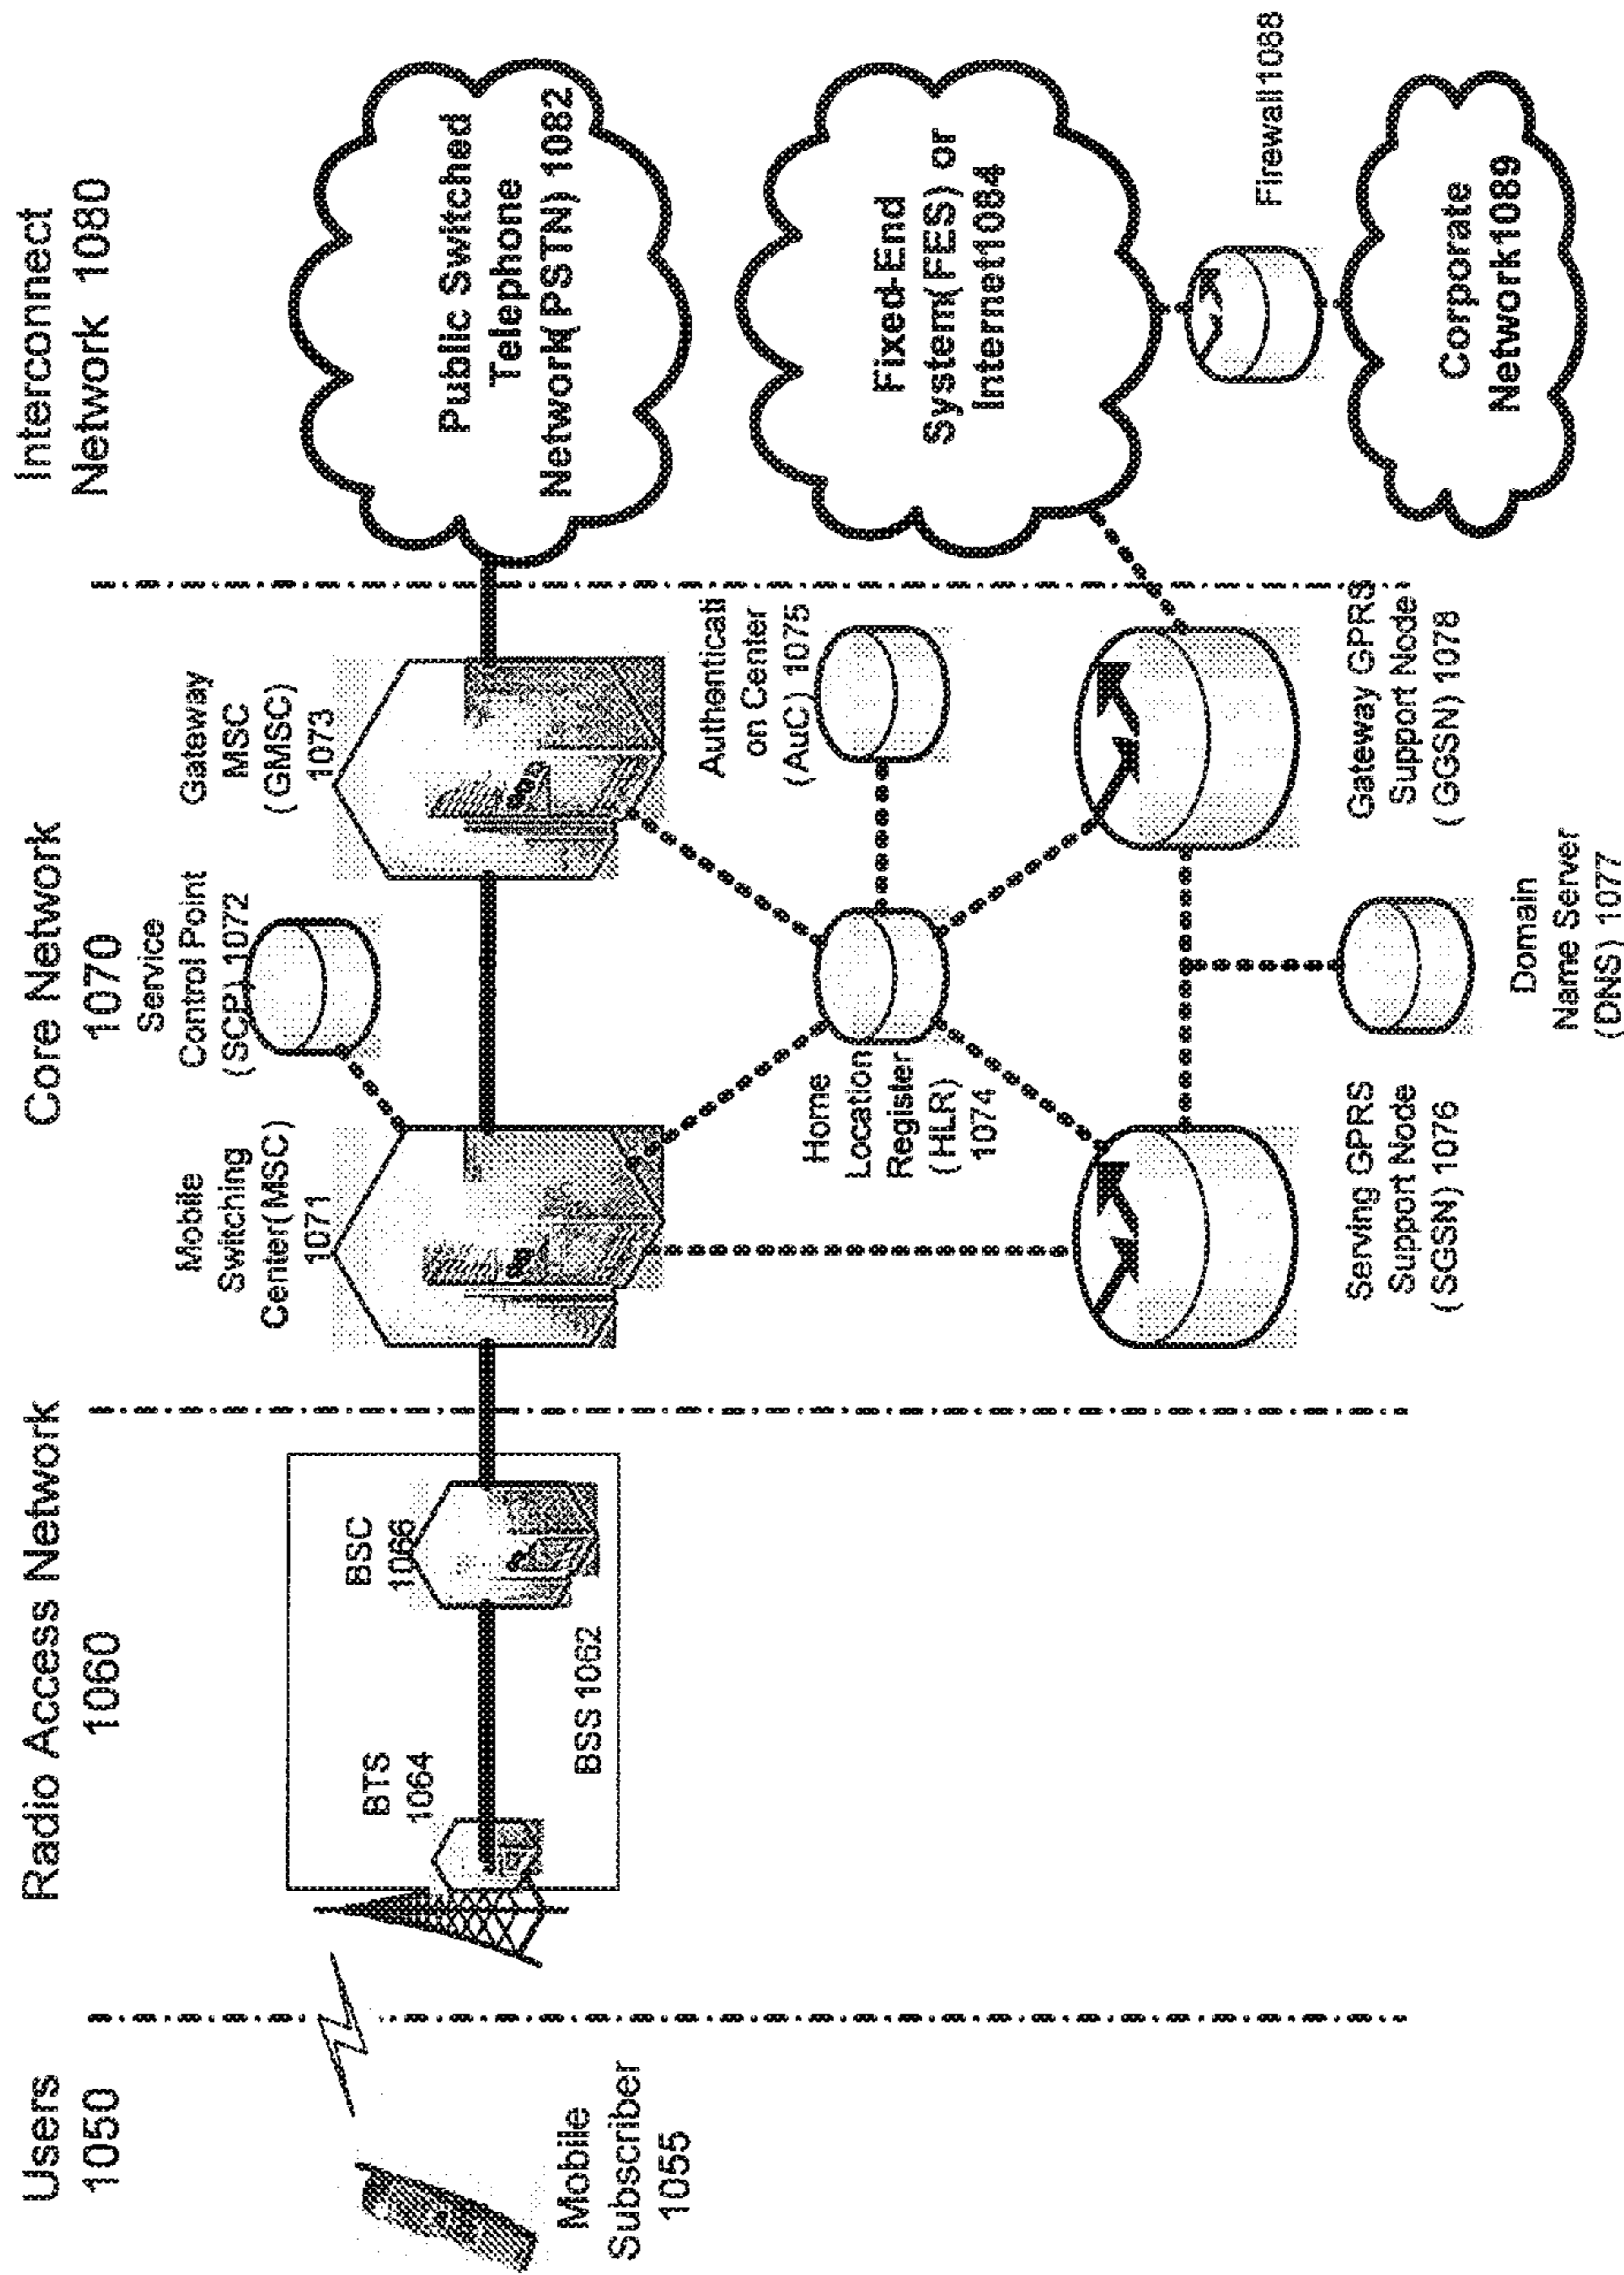 Users
1050
Radio Access Network
1060
Core Network
1070
Interconnect
Network 1080
Mobile
Subscriber
1055
BTS
1064
BSC
1066
BSS 1062
Mobile
Switching
Center(MSC)
1071
Service
Control Point
(SCP) 1072
Gateway
MSC
(GMSC)
1073
Home
Location
Register
(HLR)
1074
Authenticati
on Center
(AuC) 1075
Serving GPRS
Support Node
(SGSN) 1076
Domain
Name Server
(DNS) 1077
Gateway GPRS
Support Node
(GGSN) 1078
Public Switched
Telephone
Network(PSTN) 1082
Fixed-End
System(FES) or
Internet1084
Firewall1088
Corporate
Network1089